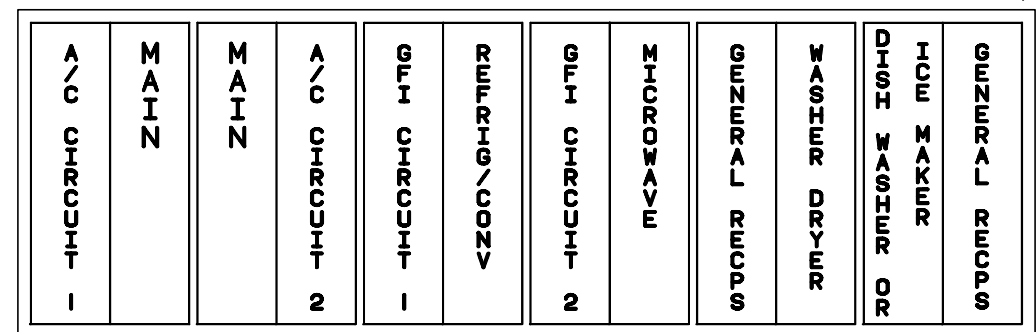 A/C CIRCUIT 1
MAIN
MAIN
A/C CIRCUIT 2
GFI CIRCUIT 1
REFRIG/CONV
GFI CIRCUIT 2
MICROWAVE
GENERAL RECPS
WASHER DRYER
DISH WASHER OR
ICE MAKER
GENERAL RECPS